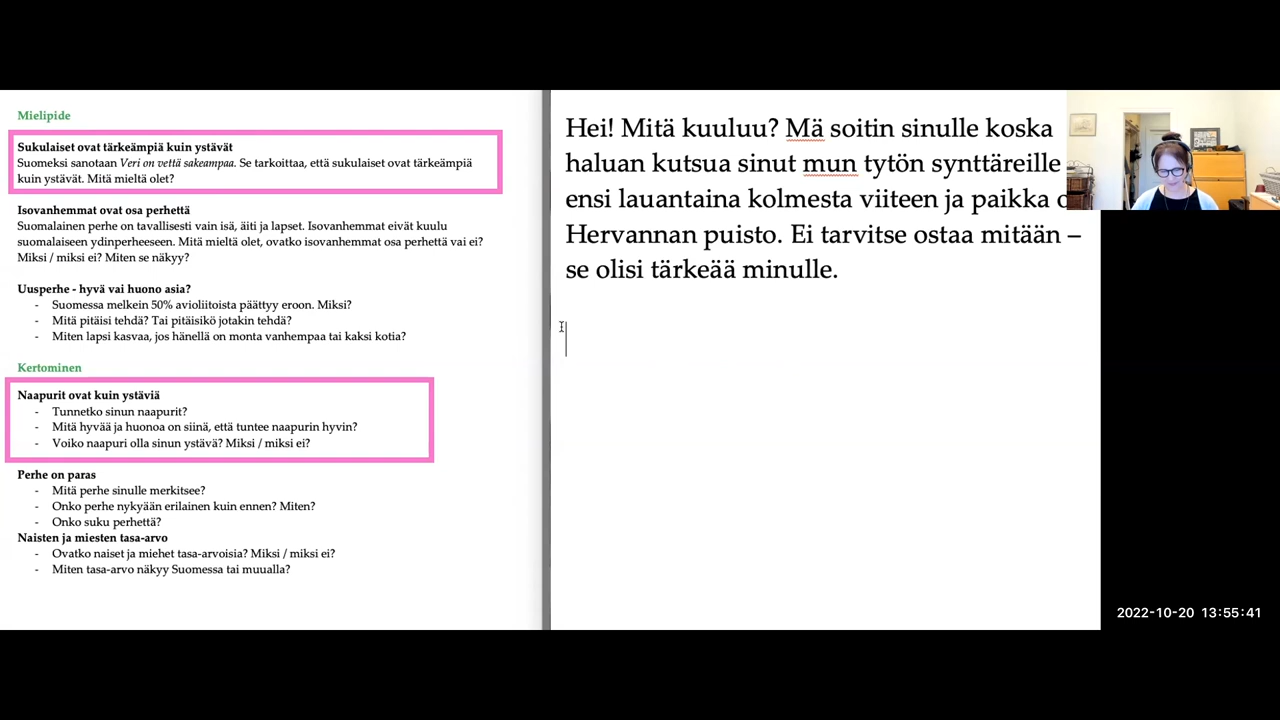 Mielipide
Sukulaiset ovat tärkeämpiä kuin ystävät
Suomeksi sanotaan Veri on vettä sakeampaa. Se tarkoittaa, että sukulaiset ovat tärkeämpiä
kuin ystävät. Mitä mieltä olet?
Isovanhemmat ovat osa perhettä
Suomalainen perhe on tavallisesti vain isä, äiti ja lapset. Isovanhemmat eivät kuulu
suomalaiseen ydinperheeseen. Mitä mieltä olet, ovatko isovanhemmat osa perhettä vai ei?
Miksi / miksi ei? Miten se näkyy?
Uusperhe - hyvä vai huono asia?
- Suomessa melkein 50% avioliitoista päättyy eroon. Miksi?
- Mitä pitäisi tehdä? Tai pitäisikö jotakin tehdä?
- Miten lapsi kasvaa, jos hänellä on monta vanhempaa tai kaksi kotia?
Kertominen
Naapurit ovat kuin ystäviä
- Tunnetko sinun naapurit?
- Mitä hyvää ja huonoa on siinä, että tuntee naapurin hyvin?
- Voiko naapuri olla sinun ystävä? Miksi / miksi ei?
Perhe on paras
- Mitä perhe sinulle merkitsee?
- Onko perhe nykyään erilainen kuin ennen? Miten?
- Onko suku perhettä?
Naisten ja miesten tasa-arvo
- Ovatko naiset ja miehet tasa-arvoisia? Miksi / miksi ei?
- Miten tasa-arvo näkyy Suomessa tai muualla?
Hei! Mitä kuuluu? Mä soitin sinulle koska
haluan kutsua sinut mun tytön synttäreille
ensi lauantaina kolmesta viiteen ja paikka
Hervannan puisto. Ei tarvitse ostaa mitään –
se olisi tärkeää minulle.
2022-10-20 13:55:41